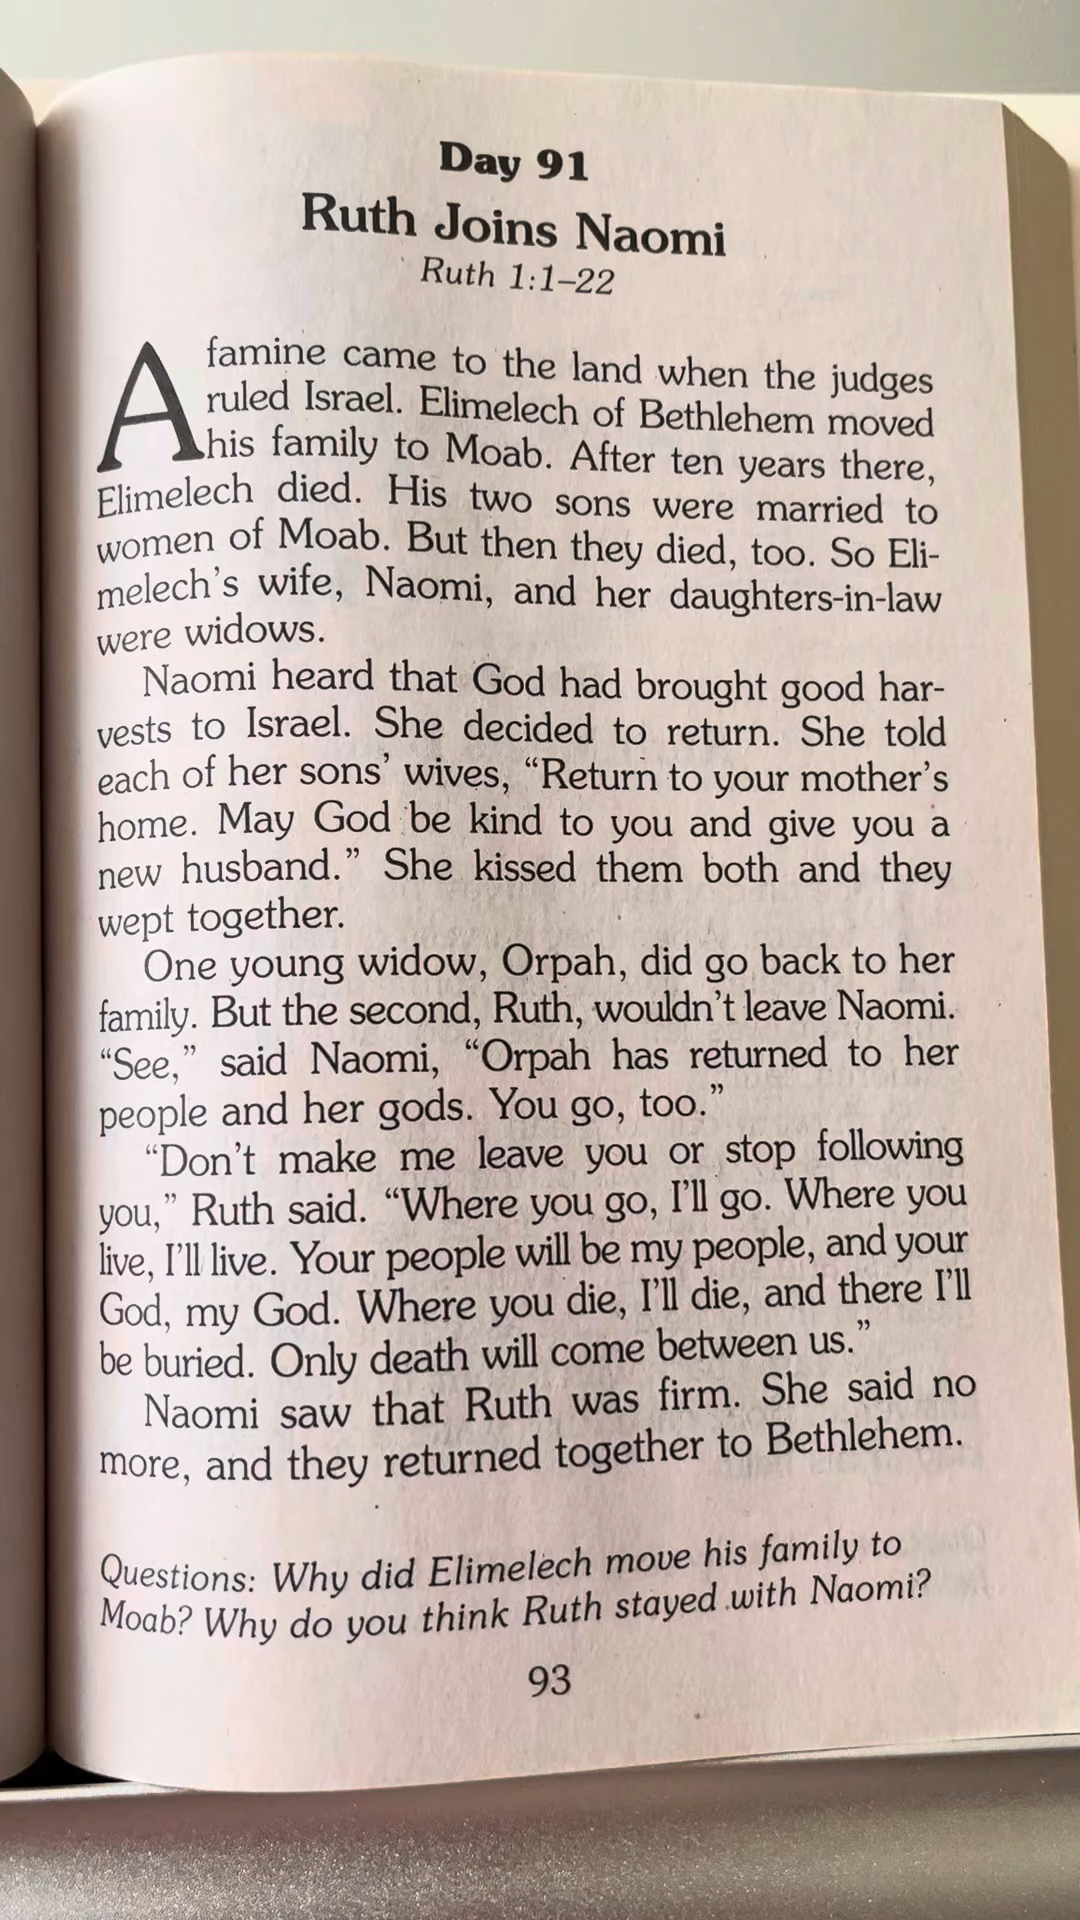 Day 91
Ruth Joins Naomi
Ruth 1:1–22
A famine came to the land when the judges
ruled Israel. Elimelech of Bethlehem moved
his family to Moab. After ten years there,
Elimelech died. His two sons were married to
women of Moab. But then they died, too. So Eli-
melech’s wife, Naomi, and her daughters-in-law
were widows.
Naomi heard that God had brought good har-
vests to Israel. She decided to return. She told
each of her sons’ wives, “Return to your mother’s
home. May God be kind to you and give you a
new husband.” She kissed them both and they
wept together.
One young widow, Orpah, did go back to her
family. But the second, Ruth, wouldn’t leave Naomi.
“See,” said Naomi, “Orpah has returned to her
people and her gods. You go, too.”
“Don’t make me leave you or stop following
you,” Ruth said. “Where you go, I’ll go. Where you
live, I’ll live. Your people will be my people, and your
God, my God. Where you die, I’ll die, and there I’ll
be buried. Only death will come between us.”
Naomi saw that Ruth was firm. She said no
more, and they returned together to Bethlehem.
Questions: Why did Elimelech move his family to
Moab? Why do you think Ruth stayed with Naomi?
93